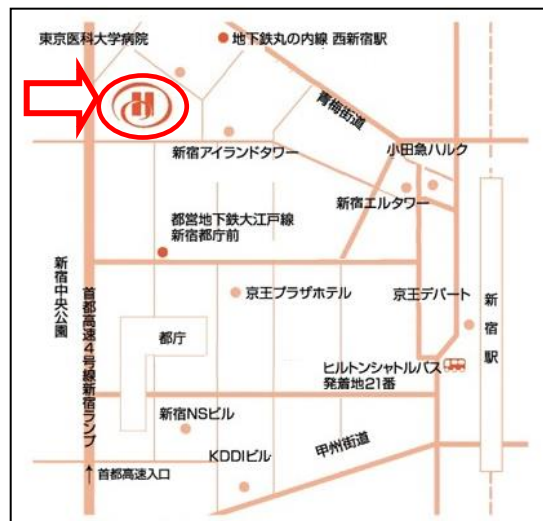 東京医科大学病院
地下鉄丸の内線 西新宿駅
H
青梅街道
新宿アイランドタワー
小田急ハルク
新宿エルタワー
都営地下鉄大江戸線
新宿都庁前
新宿中央公園
首都高速4号線新宿ランプ
京王プラザホテル
京王デパート
新宿駅
都庁
ヒルトンシャトルバス
発着地21番
新宿NSビル
KDDIビル
甲州街道
首都高速入口